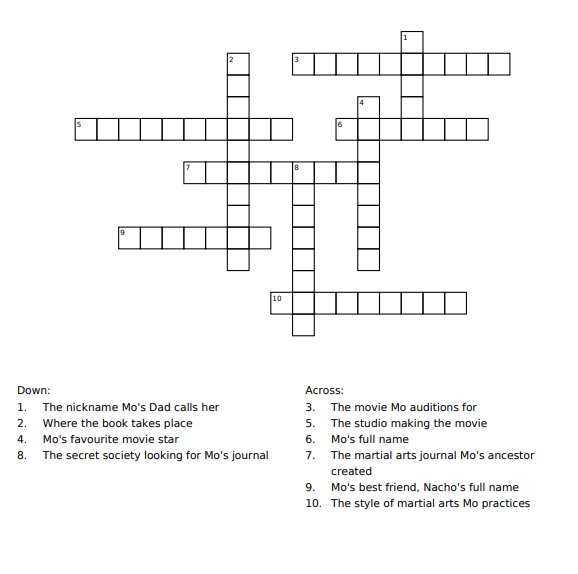 1
2
3
4
5
6
7
8
9
10
Down:
1. The nickname Mo's Dad calls her
2. Where the book takes place
4. Mo's favourite movie star
8. The secret society looking for Mo's journal
Across:
3. The movie Mo auditions for
5. The studio making the movie
6. Mo's full name
7. The martial arts journal Mo's ancestor
created
9. Mo's best friend, Nacho's full name
10. The style of martial arts Mo practices